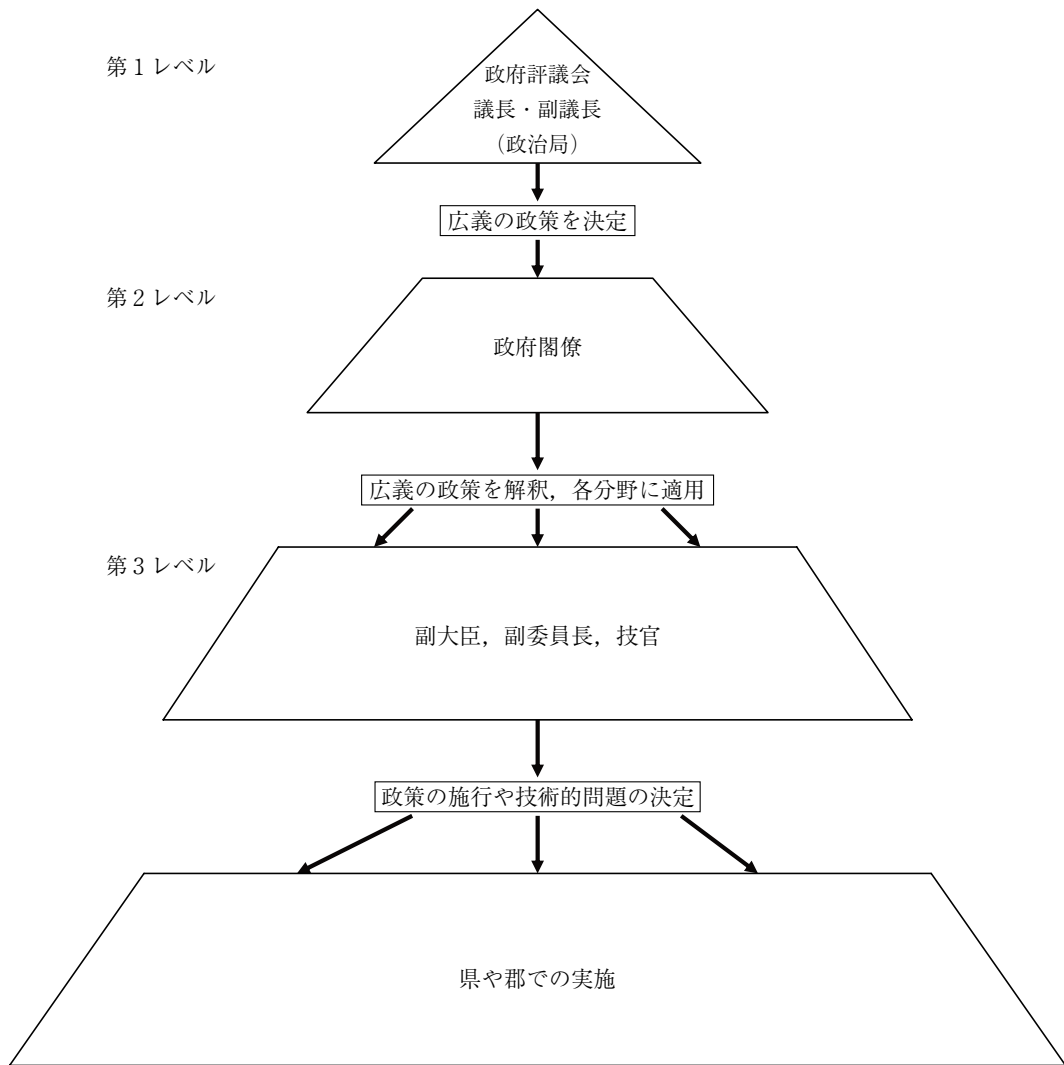 第1レベル
政府評議会
議長・副議長
（政治局）
広義の政策を決定
第2レベル
政府閣僚
広義の政策を解釈，各分野に適用
第3レベル
副大臣，副委員長，技官
政策の施行や技術的問題の決定
県や郡での実施